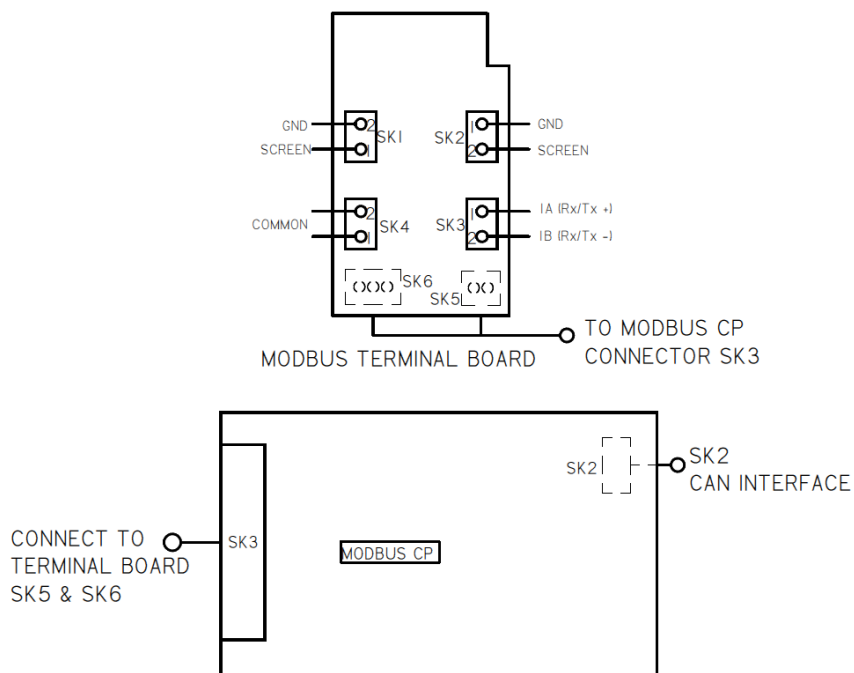 GND
2
SK1
SCREEN
1
SK2
1
GND
2
SCREEN
COMMON
2
SK4
1
SK3
1
1A (Rx/Tx +)
2
1B (Rx/Tx -)
SK6
SK5
TO MODBUS CP
CONNECTOR SK3
MODBUS TERMINAL BOARD
SK2
SK2
CAN INTERFACE
CONNECT TO
TERMINAL BOARD
SK5 & SK6
SK3
MODBUS CP